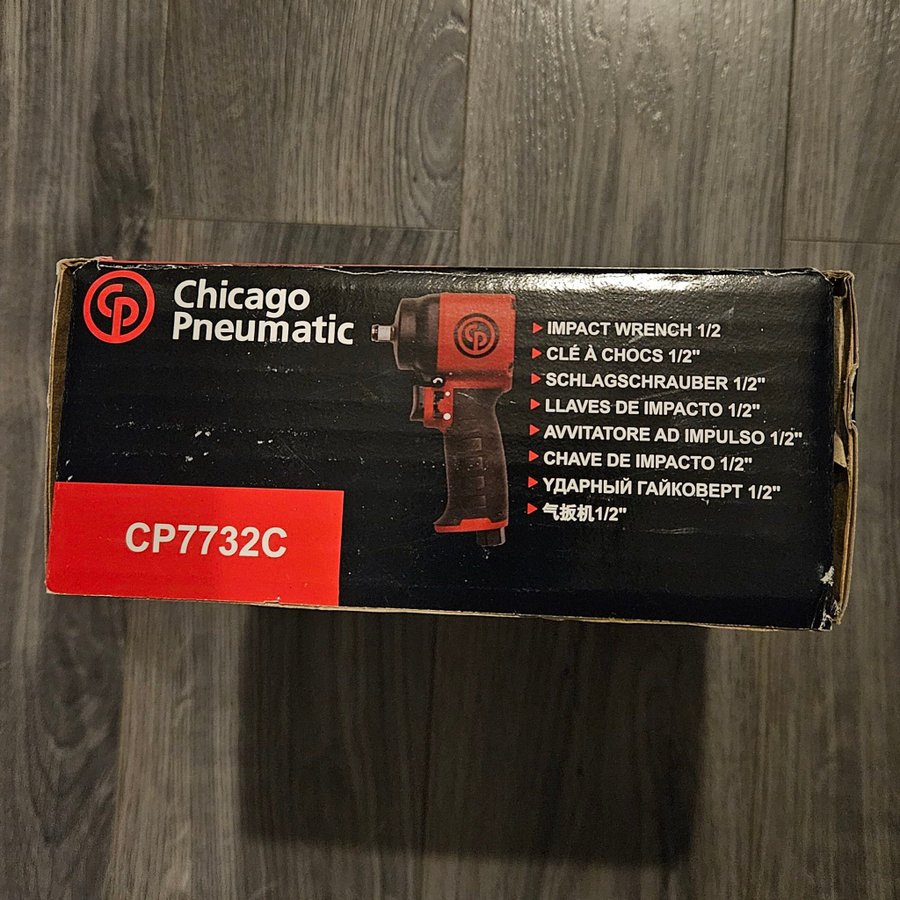 CP
Chicago
Pneumatic
CP
IMPACT WRENCH 1/2
CLÉ À CHOCS 1/2"
SCHLAGSCHRAUBER 1/2"
LLAVES DE IMPACTO 1/2"
AVVITATORE AD IMPULSO 1/2"
CHAVE DE IMPACTO 1/2"
УДАРНЫЙ ГАЙКОВЕРТ 1/2"
气扳机1/2"
CP7732C